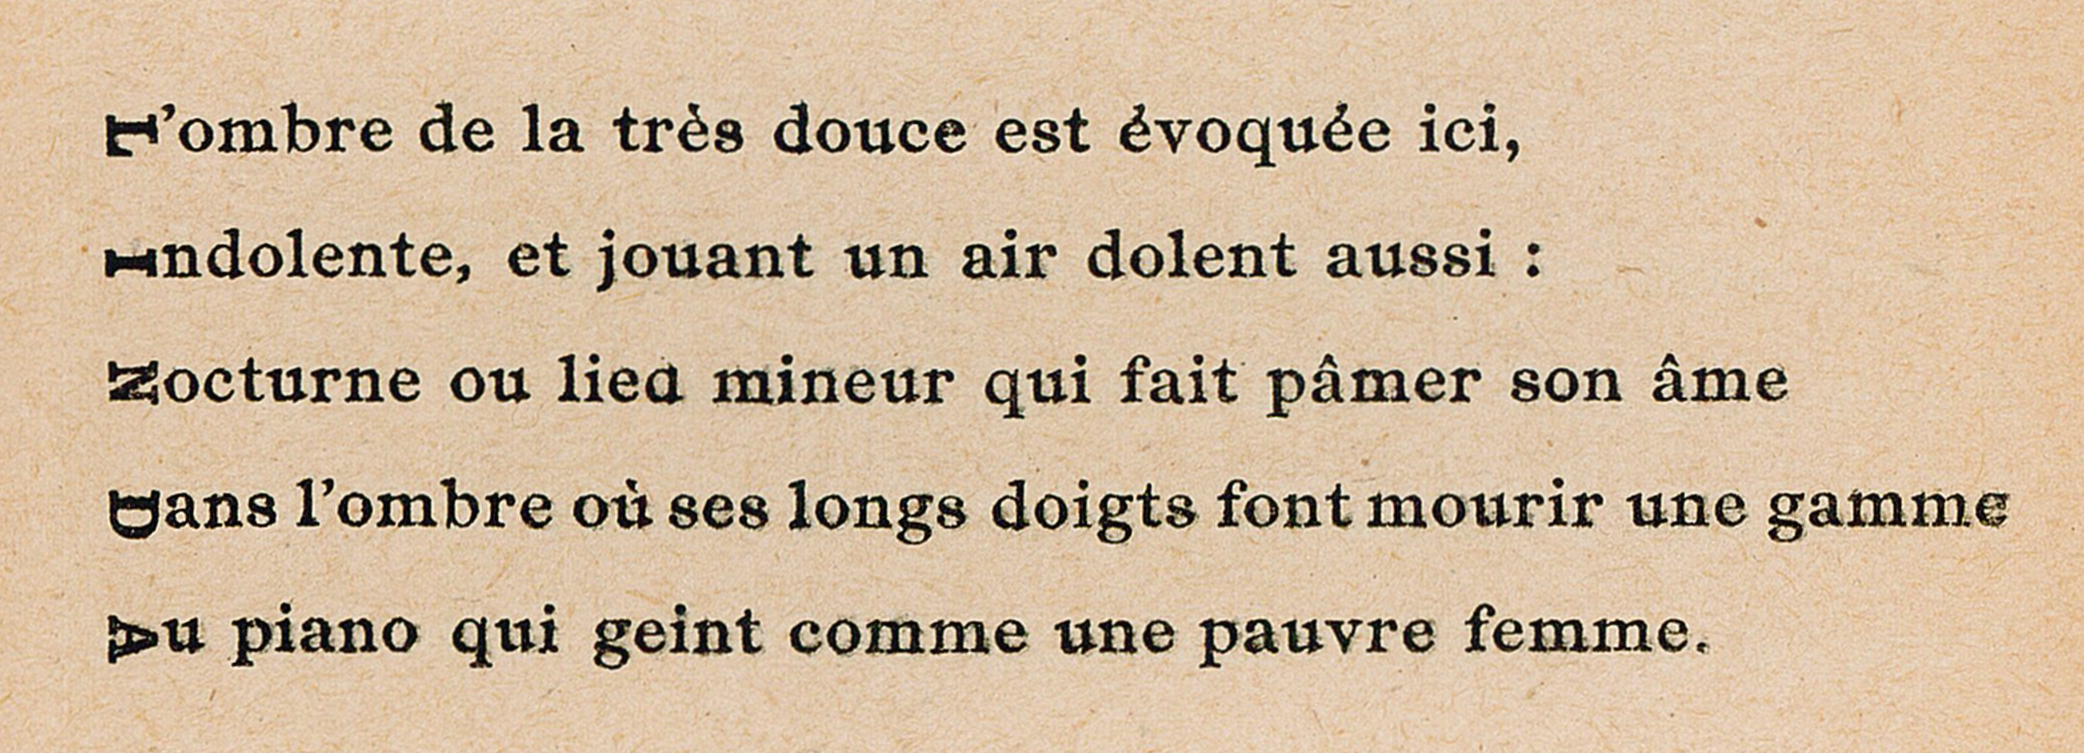 L’ombre de la très douce est évoquée ici,
Indolente, et jouant un air dolent aussi :
Nocturne ou lied mineur qui fait pâmer son âme
Dans l’ombre où ses longs doigts font mourir une gamme
Au piano qui geint comme une pauvre femme.